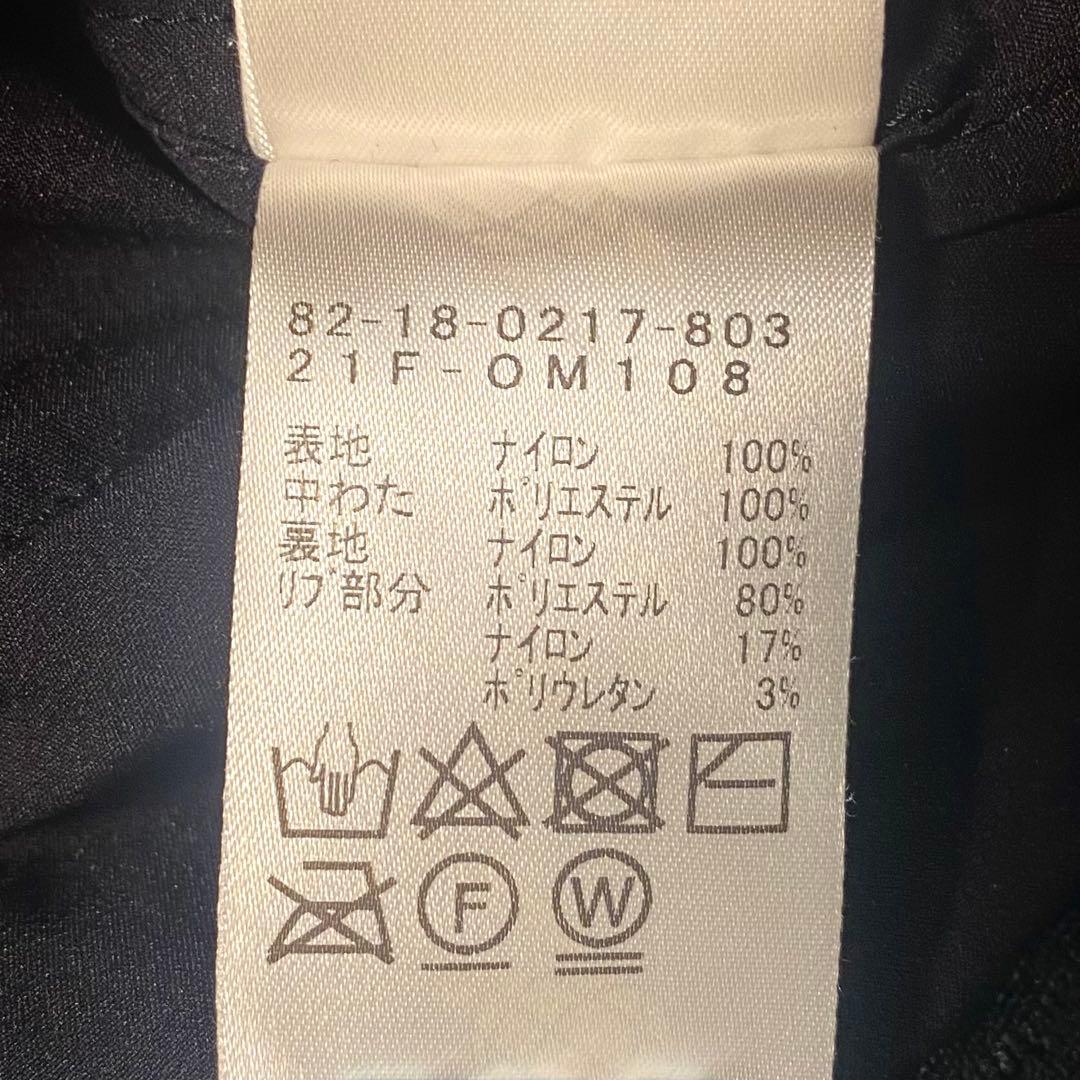 82-18-0217-803
21F-OM108
表地 ナイロン 100%
中わた ポリエステル 100%
裏地 ナイロン 100%
リブ部分 ポリエステル 80%
ナイロン 17%
ポリウレタン 3%
F W